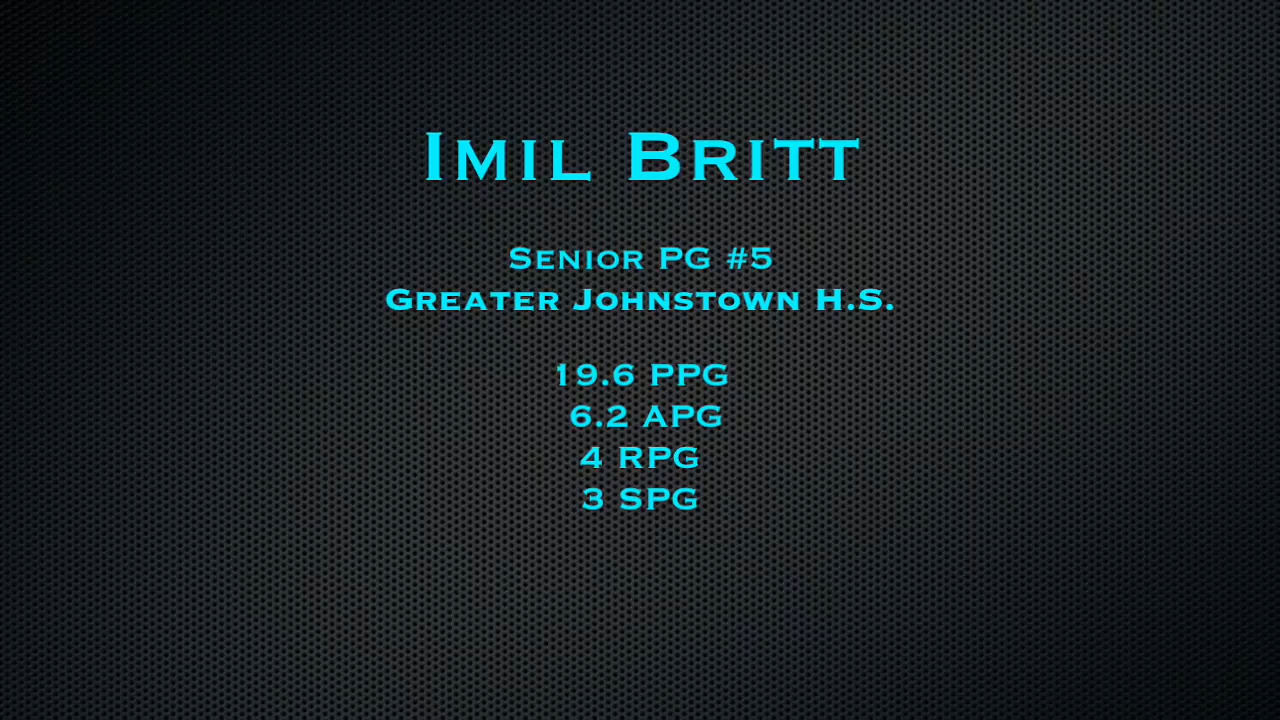 Imil Britt
Senior PG #5
Greater Johnstown H.S.
19.6 PPG
6.2 APG
4 RPG
3 SPG